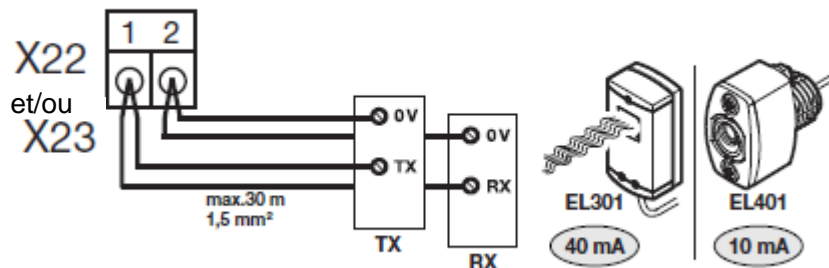 1 2
X22
et/ou
X23
0V
0V
TX
RX
max.30 m
1,5 mm²
TX
RX
EL301
EL401
40 mA
10 mA